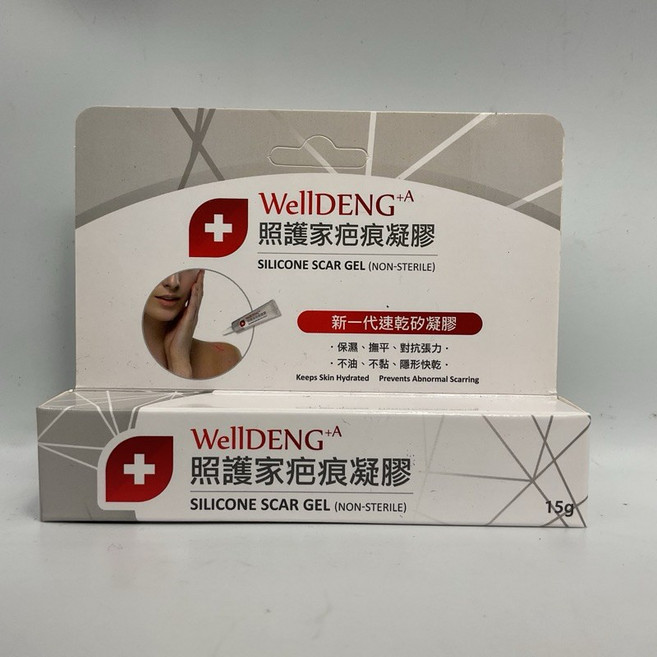 WellDENG+A
照護家疤痕凝膠
SILICONE SCAR GEL (NON-STERILE)
新一代速乾矽凝膠
·保濕、撫平、對抗張力·
·不油、不黏、隱形快乾·
Keeps Skin Hydrated Prevents Abnormal Scarring
WellDENG+A
照護家疤痕凝膠
SILICONE SCAR GEL (NON-STERILE)
15g